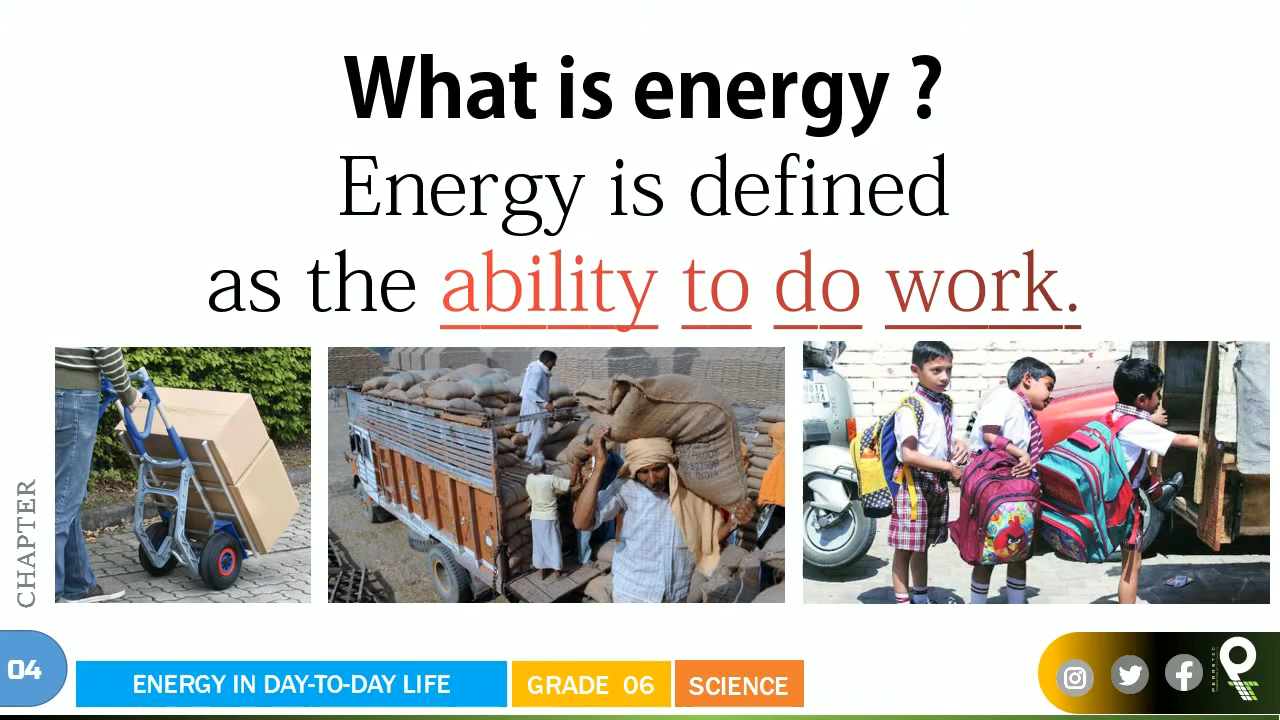 What is energy ?
Energy is defined
as the ability to do work.
CHAPTER
04
ENERGY IN DAY-TO-DAY LIFE
GRADE 06
SCIENCE